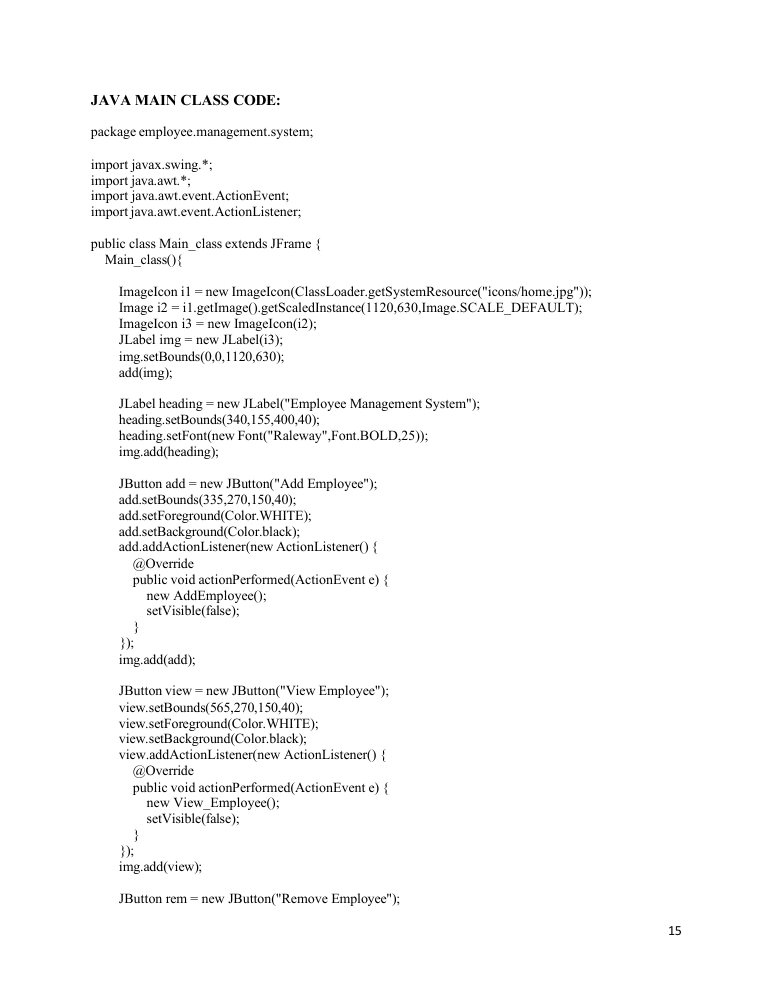 JAVA MAIN CLASS CODE:
package employee.management.system;
import javax.swing.*;
import java.awt.*;
import java.awt.event.ActionEvent;
import java.awt.event.ActionListener;
public class Main_class extends JFrame {
Main_class(){
ImageIcon i1 = new ImageIcon(ClassLoader.getSystemResource("icons/home.jpg"));
Image i2 = i1.getImage().getScaledInstance(1120,630,Image.SCALE_DEFAULT);
ImageIcon i3 = new ImageIcon(i2);
JLabel img = new JLabel(i3);
img.setBounds(0,0,1120,630);
add(img);
JLabel heading = new JLabel("Employee Management System");
heading.setBounds(340,155,400,40);
heading.setFont(new Font("Raleway",Font.BOLD,25));
img.add(heading);
JButton add = new JButton("Add Employee");
add.setBounds(335,270,150,40);
add.setForeground(Color.WHITE);
add.setBackground(Color.black);
add.addActionListener(new ActionListener() {
@Override
public void actionPerformed(ActionEvent e) {
new AddEmployee();
setVisible(false);
}
});
img.add(add);
JButton view = new JButton("View Employee");
view.setBounds(565,270,150,40);
view.setForeground(Color.WHITE);
view.setBackground(Color.black);
view.addActionListener(new ActionListener() {
@Override
public void actionPerformed(ActionEvent e) {
new View_Employee();
setVisible(false);
}
});
img.add(view);
JButton rem = new JButton("Remove Employee");
15